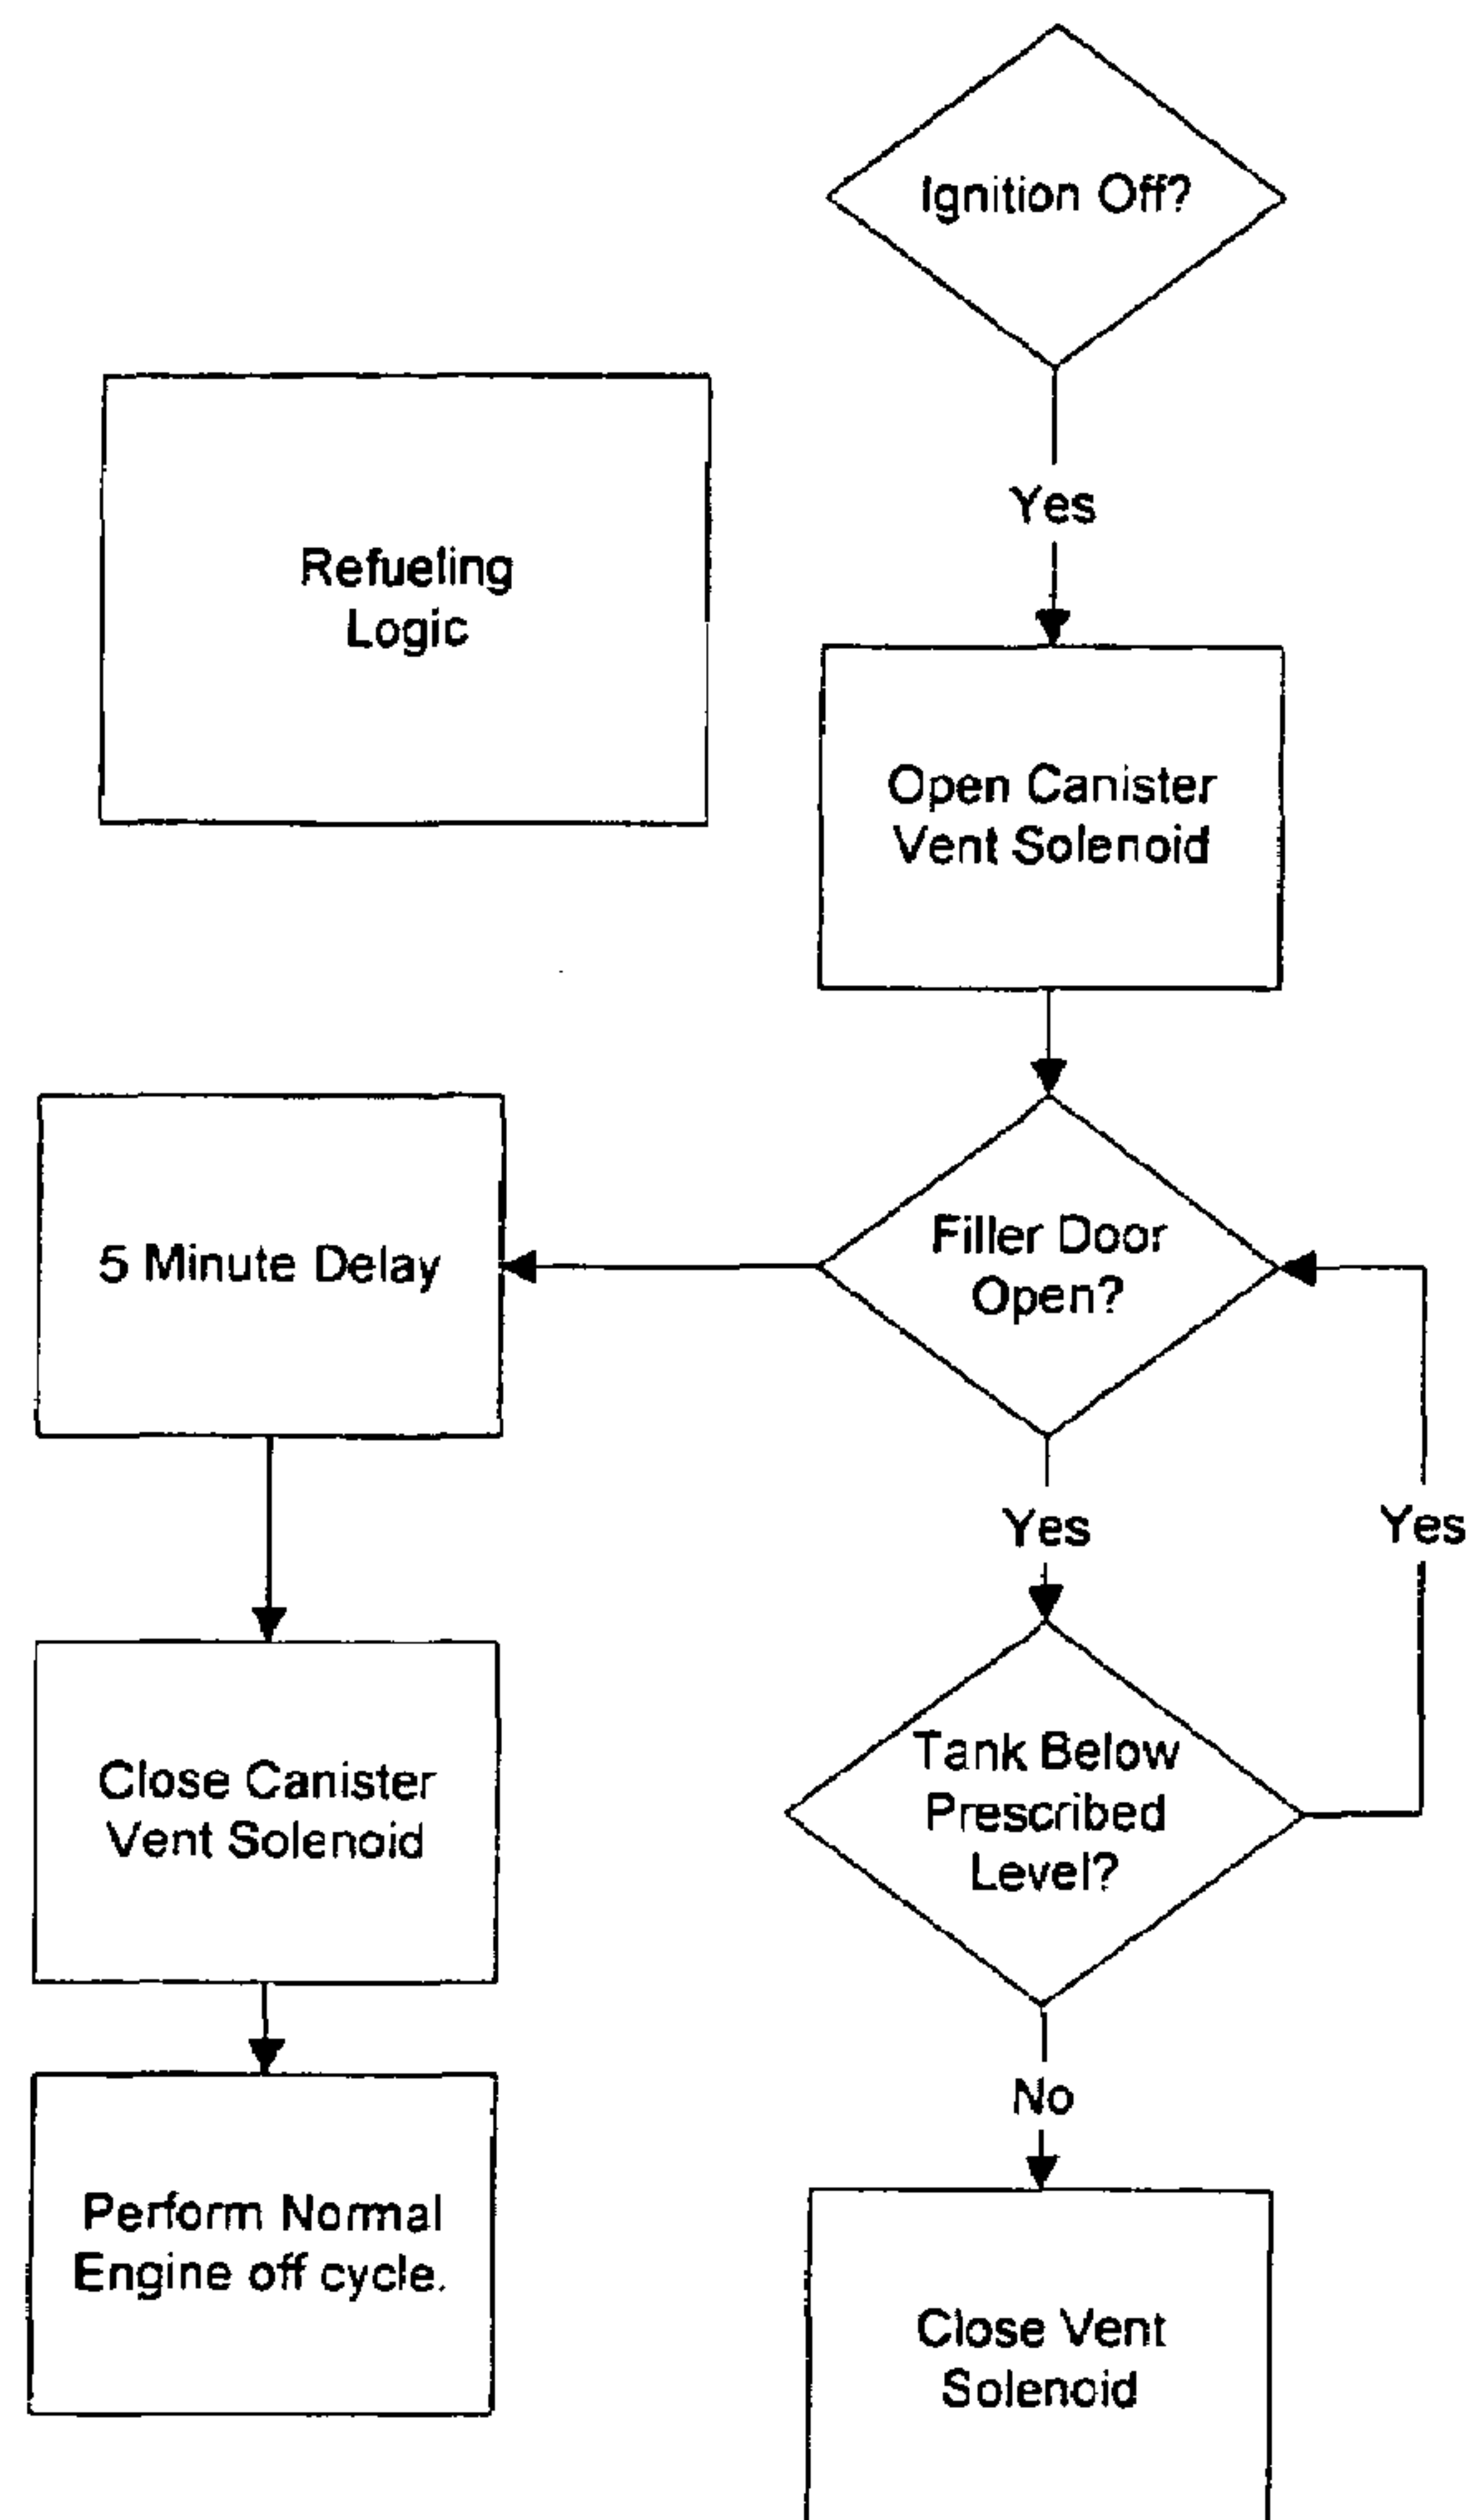 Ignition Off?
Yes
Refueling
Logic
Open Canister
Vent Solenoid
5 Minute Delay
Filler Door
Open?
Yes
Yes
Close Canister
Vent Solenoid
Tank Below
Prescribed
Level?
No
Perform Normal
Engine off cycle.
Close Vent
Solenoid